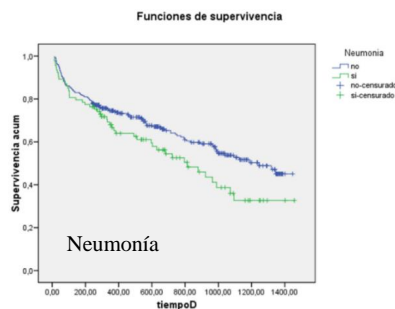 Funciones de supervivencia
Neumonia
no
si
no-censurado
si-censurado
Supervivencia acum
1,0
0,8
0,6
0,4
0,2
0,0
Neumonía
0,00 200,00 400,00 600,00 800,00 1000,00 1200,00 1400,00
tiempoD